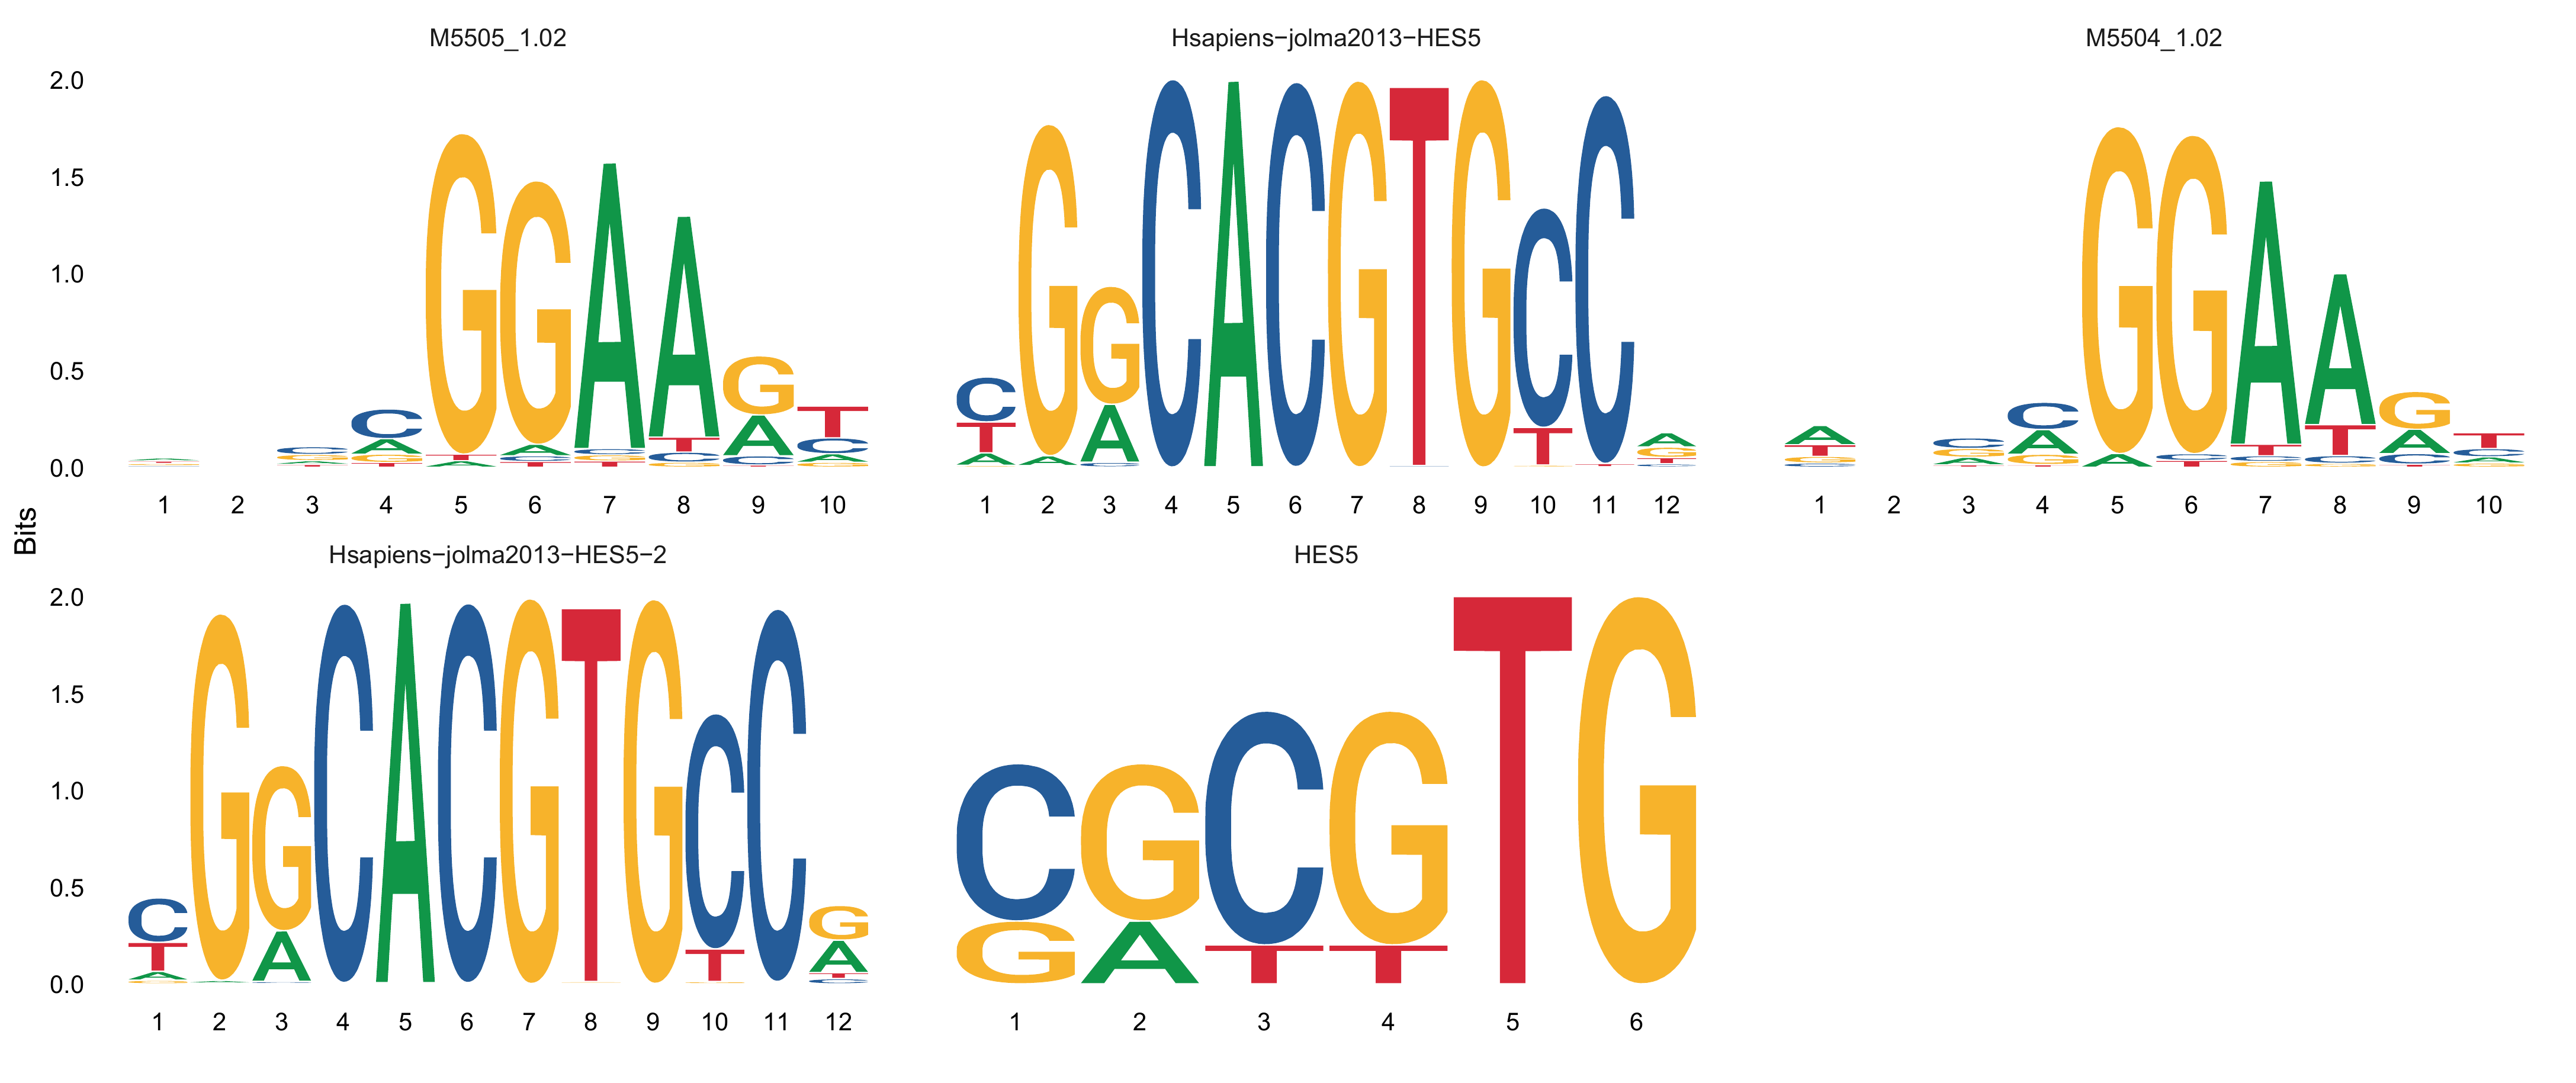 M5505_1.02
Hsapiens−jolma2013−HES5
M5504_1.02
2.0
1.5
1.0
0.5
0.0
1 2 3 4 5 6 7 8 9 10
1 2 3 4 5 6 7 8 9 10 11 12
1 2 3 4 5 6 7 8 9 10
Bits
Hsapiens−jolma2013−HES5−2
HES5
2.0
1.5
1.0
0.5
0.0
1 2 3 4 5 6 7 8 9 10 11 12
CGCGTG
GATT
1 2 3 4 5 6